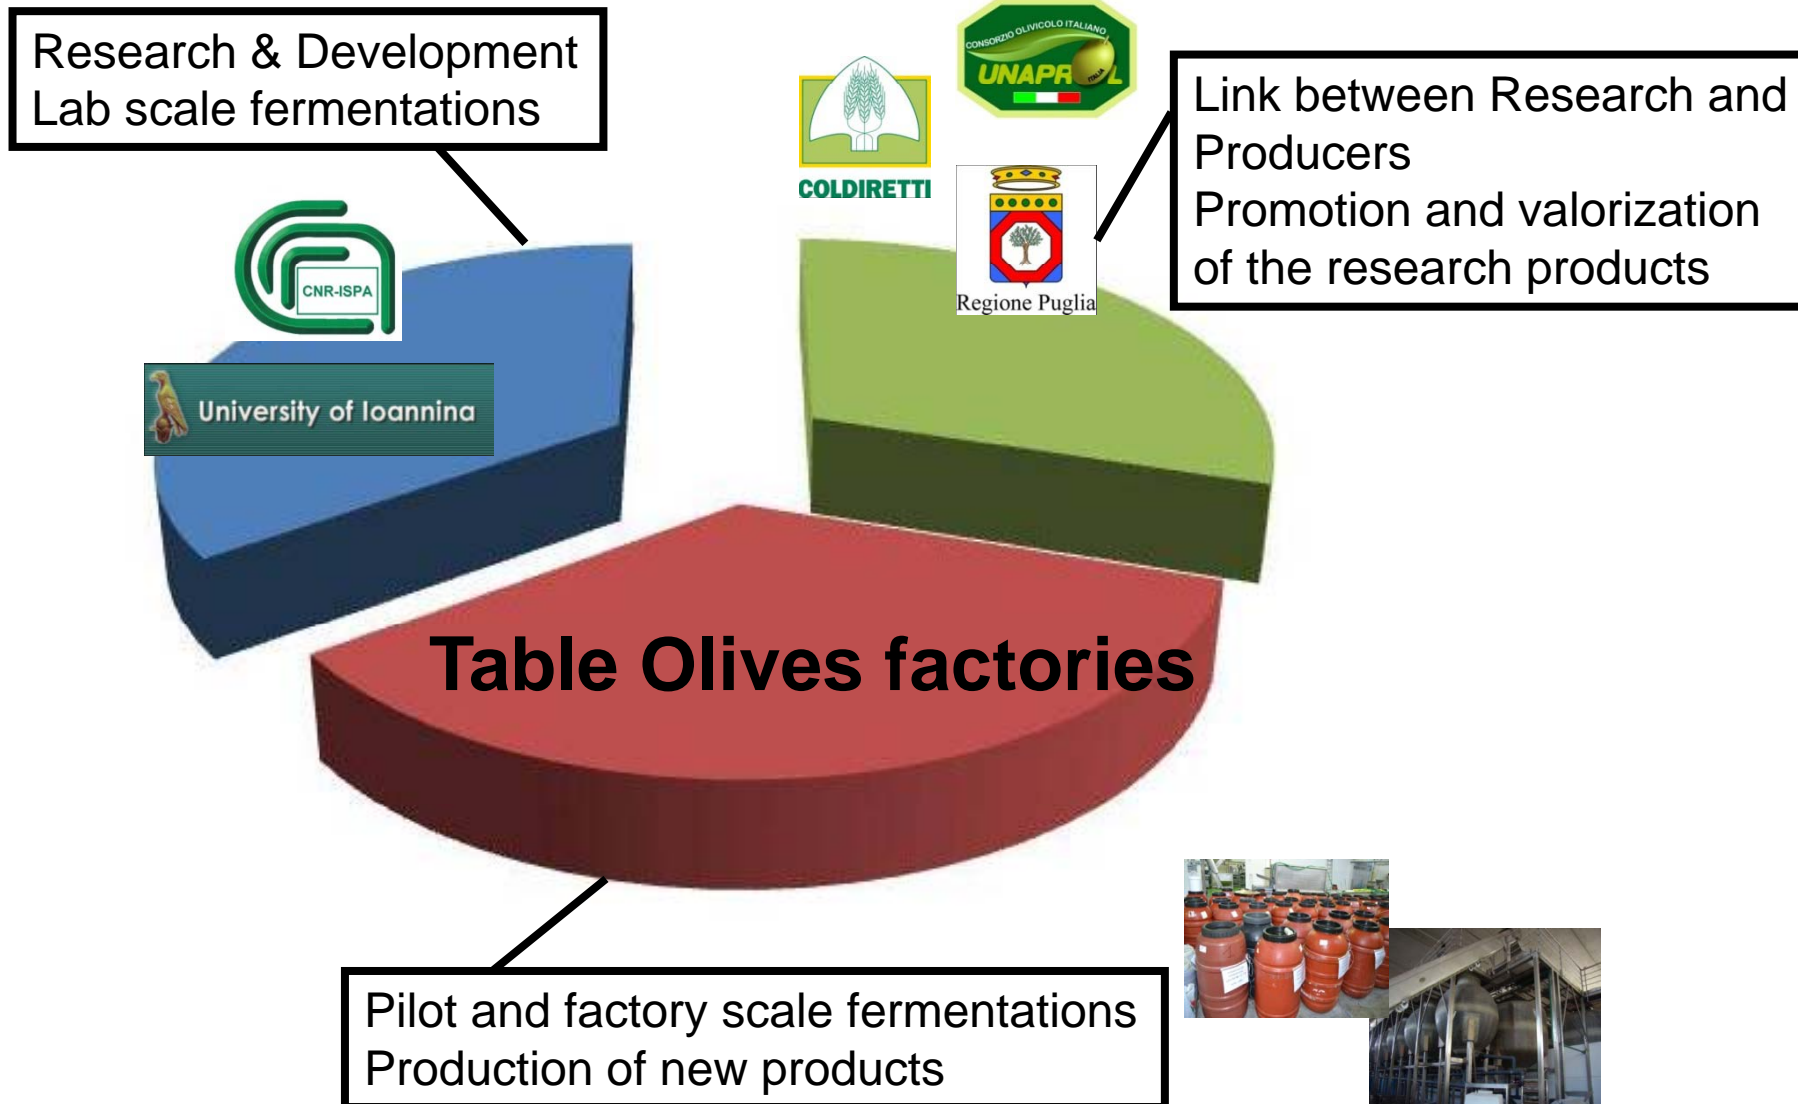 Research & Development
Lab scale fermentations
CONSORZIO OLIVICOLO ITALIANO
UNAPROL
ITALIA
COLDIRETTI
Link between Research and
Producers
Promotion and valorization
of the research products
Regione Puglia
CNR-ISPA
University of Ioannina
Table Olives factories
Pilot and factory scale fermentations
Production of new products